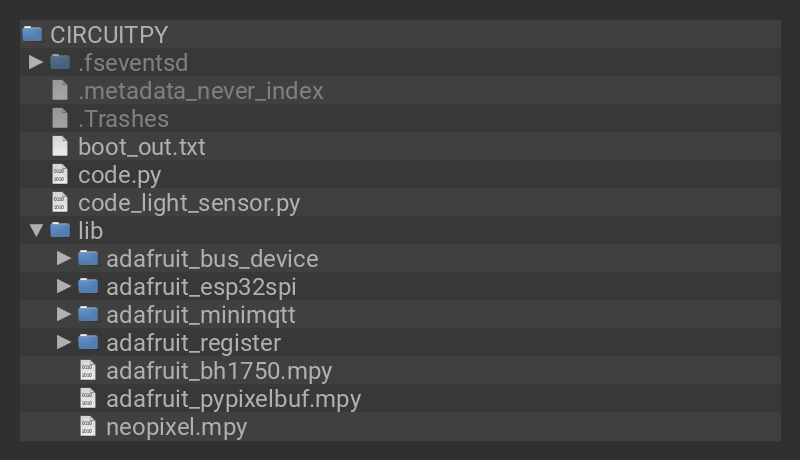 CIRCUITPY
.fseventsd
.metadata_never_index
.Trashes
boot_out.txt
code.py
code_light_sensor.py
lib
adafruit_bus_device
adafruit_esp32spi
adafruit_minimqtt
adafruit_register
adafruit_bh1750.mpy
adafruit_pypixelbuf.mpy
neopixel.mpy